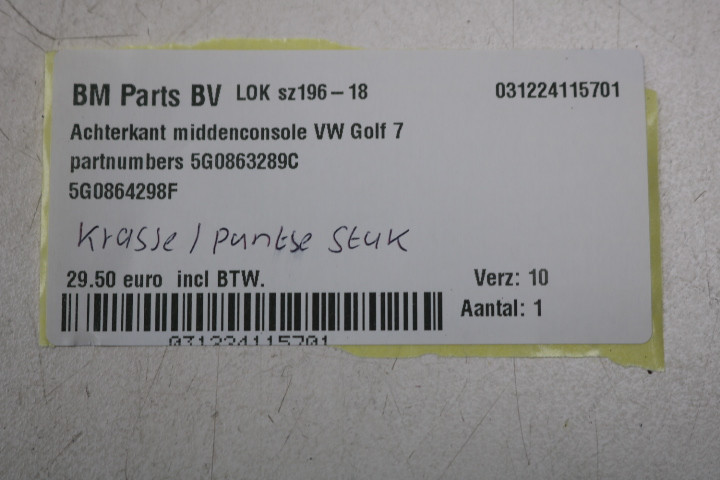 BM Parts BV LOK sz196-18 031224115701
Achterkant middenconsole VW Golf 7
partnumbers 5G0863289C
5G0864298F
krasse / puntse stuk
29.50 euro incl BTW. Verz: 10
Aantal: 1
031224115701